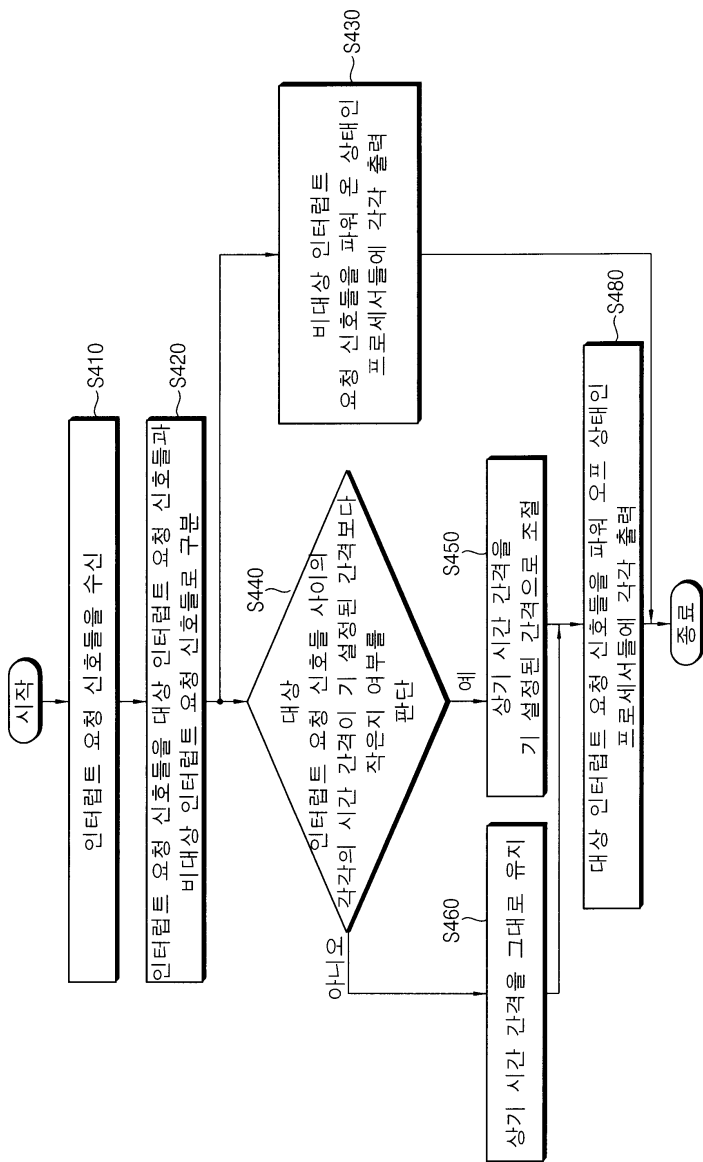 시작
인터럽트 요청 신호들을 수신
S410
인터럽트 요청 신호들을 대상 인터럽트 요청 신호들과
비대상 인터럽트 요청 신호들로 구분
S420
비대상 인터럽트
요청 신호들을 파워 온 상태인
프로세서들에 각각 출력
S430
대상
인터럽트 요청 신호들 사이의
각각의 시간 간격이 기 설정된 간격보다
작은지 여부를
판단
S440
예
아니오
상기 시간 간격을
기 설정된 간격으로 조절
S450
상기 시간 간격을 그대로 유지
S460
대상 인터럽트 요청 신호들을 파워 오프 상태인
프로세서들에 각각 출력
S480
종료